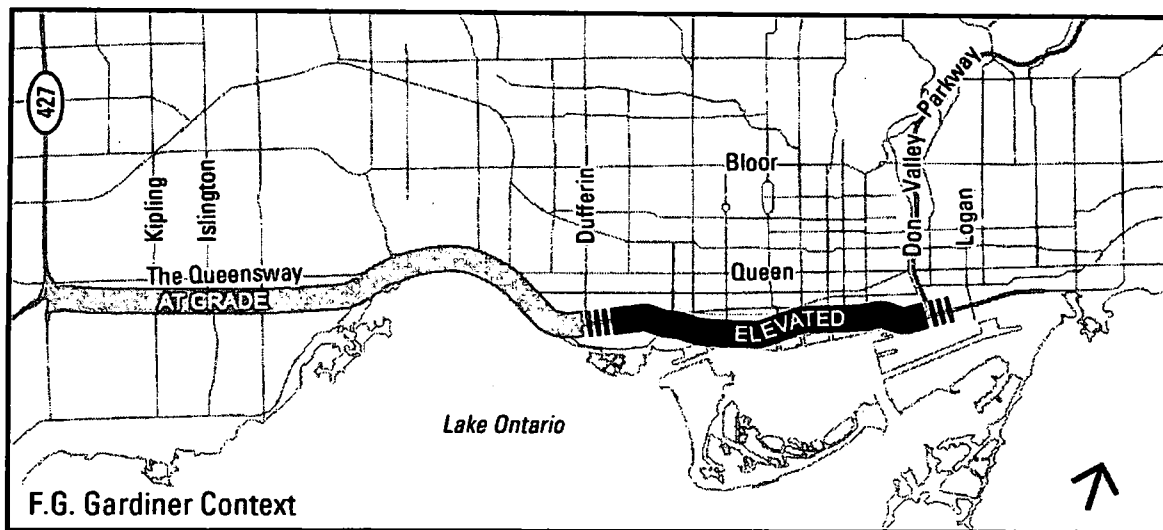 427
Kipling
Islington
The Queensway
AT GRADE
Dufferin
Bloor
Queen
ELEVATED
Don Valley Parkway
Logan
Lake Ontario
F.G. Gardiner Context